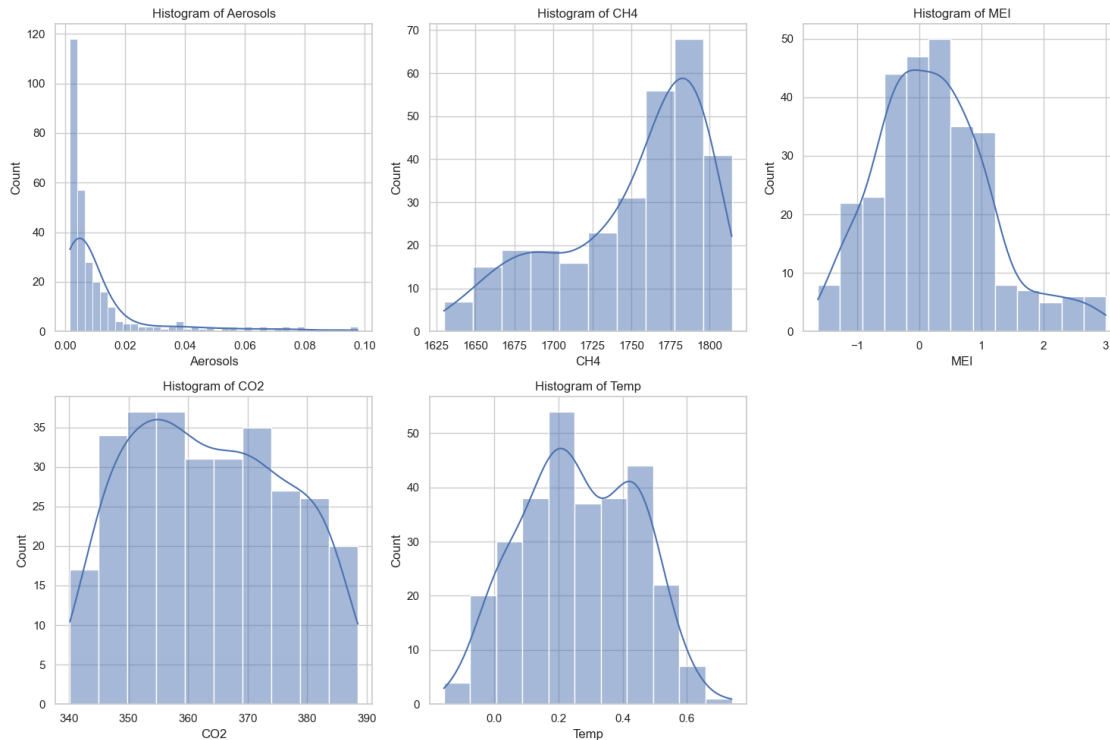 Histogram of Aerosols
120
100
80
60
40
20
0
Count
0.00 0.02 0.04 0.06 0.08 0.10
Aerosols
Histogram of CH4
70
60
50
40
30
20
10
0
Count
1625 1650 1675 1700 1725 1750 1775 1800
CH4
Histogram of MEI
50
40
30
20
10
0
Count
−1 0 1 2 3
MEI
Histogram of CO2
35
30
25
20
15
10
5
0
Count
340 350 360 370 380 390
CO2
Histogram of Temp
50
40
30
20
10
0
Count
0.0 0.2 0.4 0.6
Temp